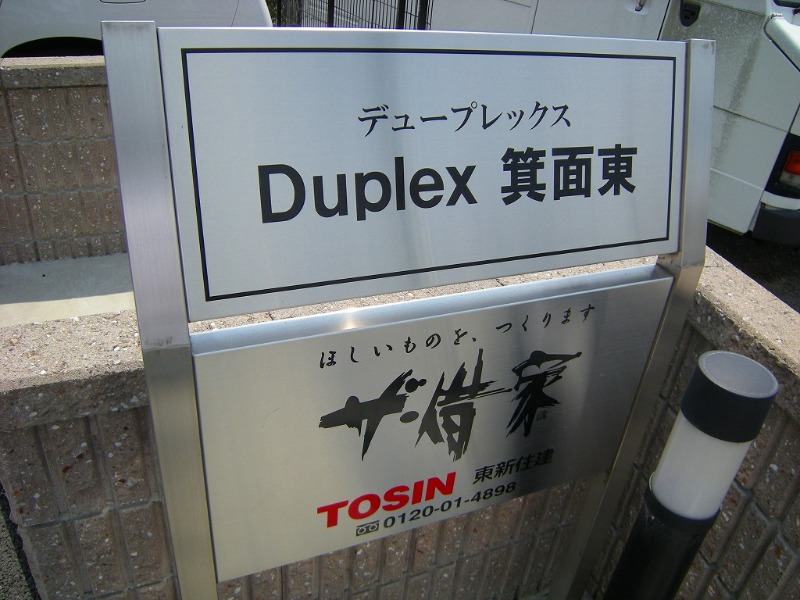 デュープレックス
Duplex 箕面東
ほしいものを、つくります
ザ・借家
TOSIN 東新住建
0120-01-4898